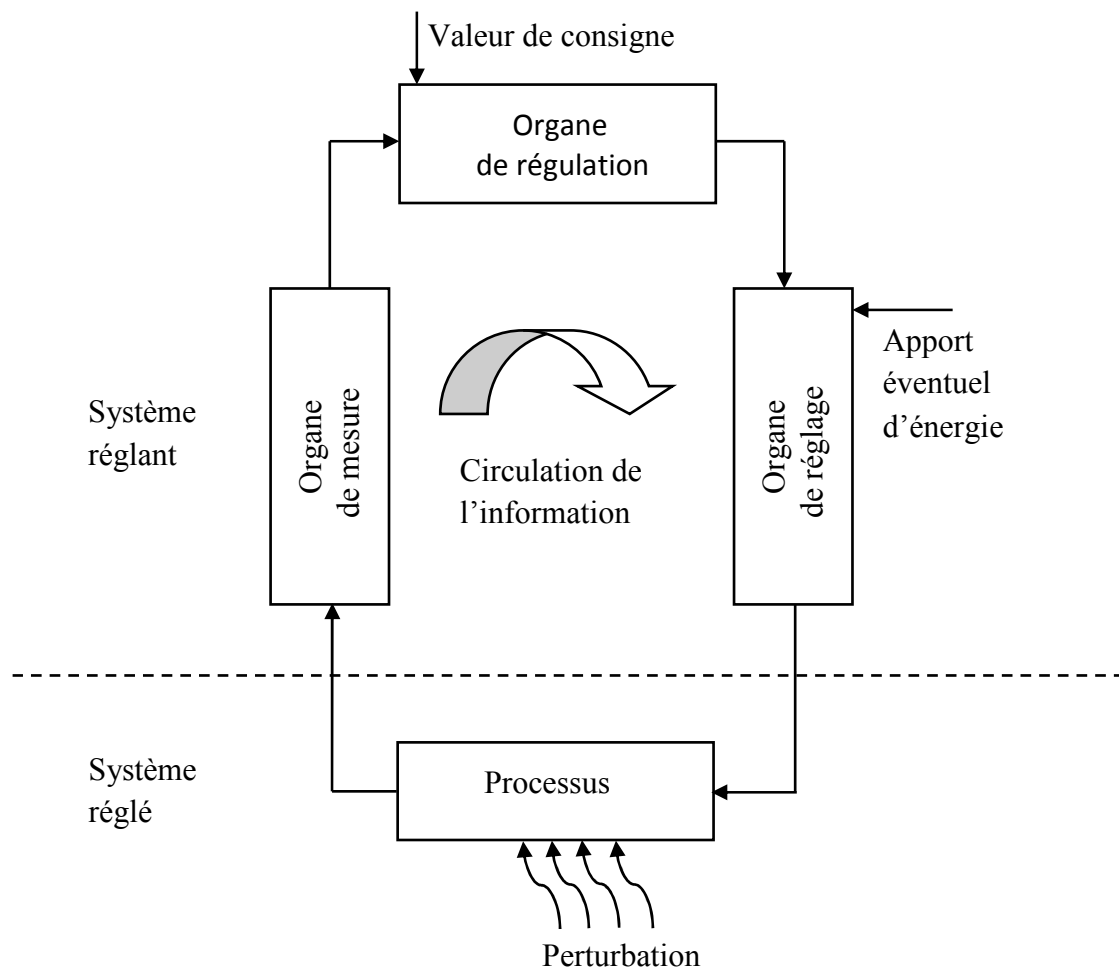 Valeur de consigne
Organe
de régulation
Apport
éventuel
d’énergie
Système
réglant
Organe
de mesure
Circulation de
l’information
Organe
de réglage
Système
réglé
Processus
Perturbation